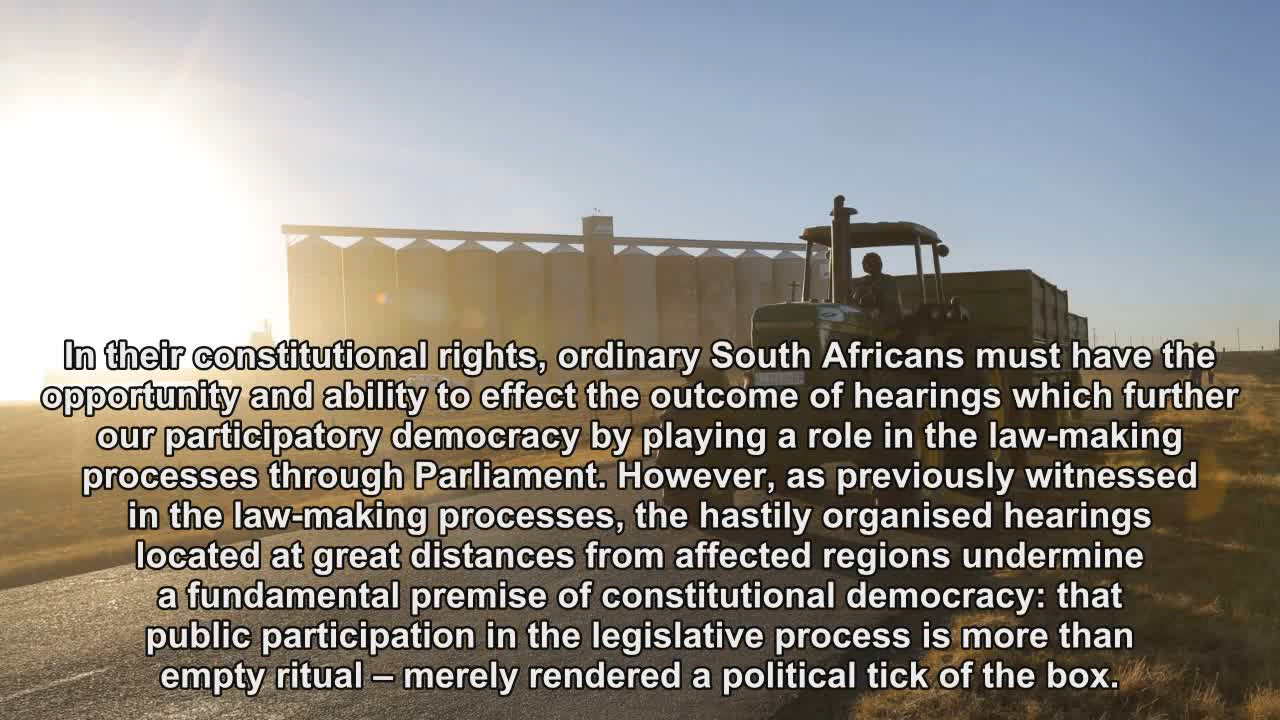 In their constitutional rights, ordinary South Africans must have the
opportunity and ability to effect the outcome of hearings which further
our participatory democracy by playing a role in the law-making
processes through Parliament. However, as previously witnessed
in the law-making processes, the hastily organised hearings
located at great distances from affected regions undermine
a fundamental premise of constitutional democracy: that
public participation in the legislative process is more than
empty ritual – merely rendered a political tick of the box.